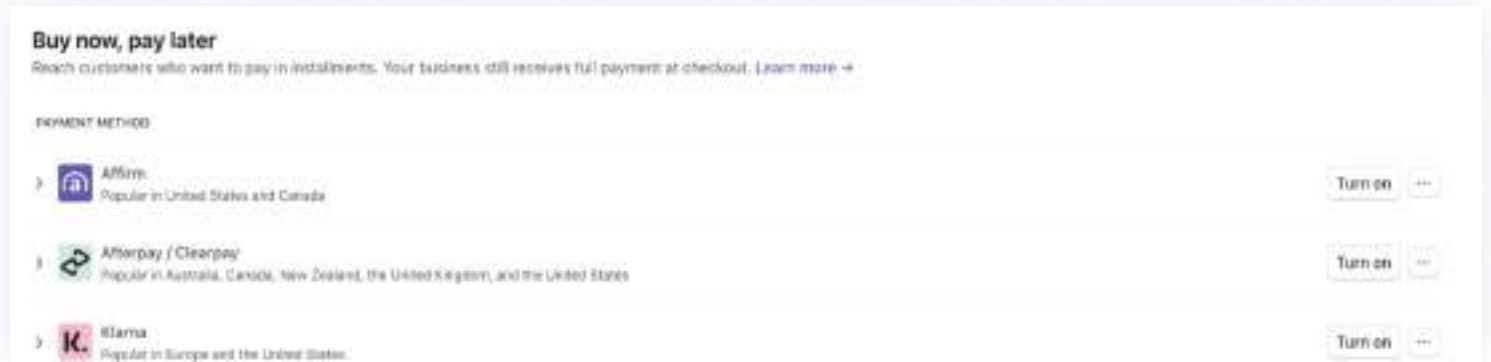 Buy now, pay later
Reach customers who want to pay in installments. Your business still receives full payment at checkout. Learn more →
PAYMENT METHOD
Affirm
Popular in United States and Canada
Turn on
Afterpay / Clearpay
Popular in Australia, Canada, New Zealand, the United Kingdom, and the United States
Turn on
K.
Klarna
Popular in Europe and the United States
Turn on